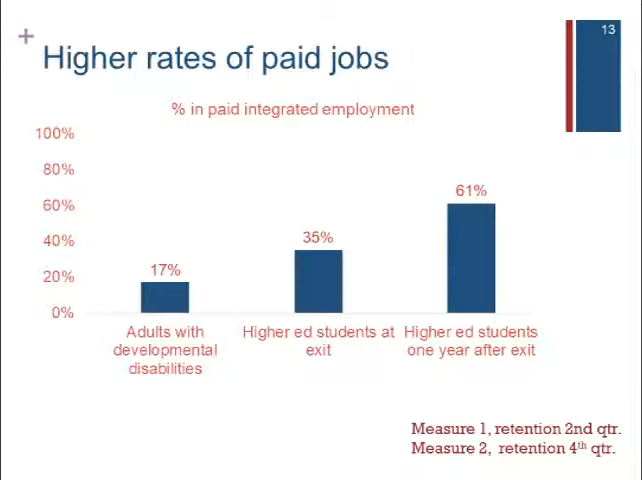 13
+
Higher rates of paid jobs
% in paid integrated employment
100%
80%
60%
40%
20%
0%
17%
35%
61%
Adults with
developmental
disabilities
Higher ed students at
exit
Higher ed students
one year after exit
Measure 1, retention 2nd qtr.
Measure 2, retention 4th qtr.